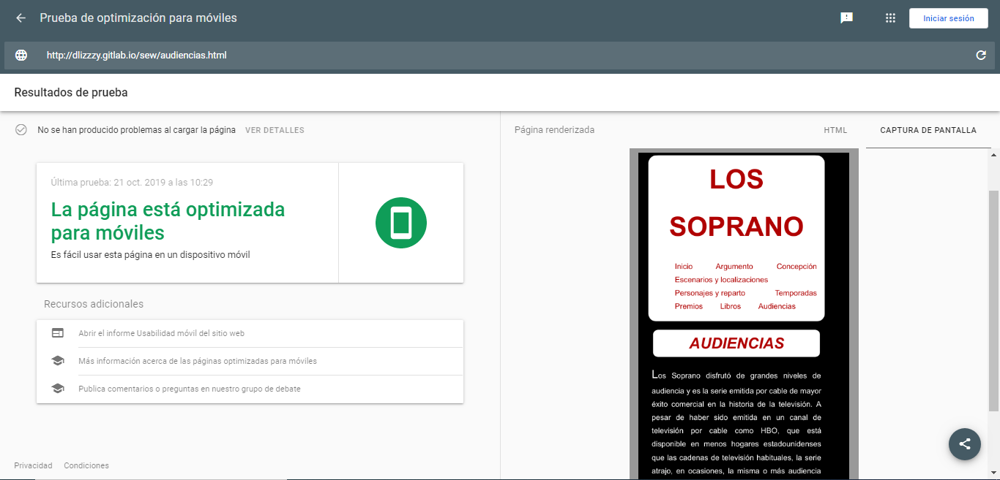 Prueba de optimización para móviles
Iniciar sesión
http://dlizzzy.gitlab.io/sew/audiencias.html
Resultados de prueba
No se han producido problemas al cargar la página VER DETALLES
Última prueba: 21 oct. 2019 a las 10:29
La página está optimizada
para móviles
Es fácil usar esta página en un dispositivo móvil
Recursos adicionales
Abrir el informe Usabilidad móvil del sitio web
Más información acerca de las páginas optimizadas para móviles
Publica comentarios o preguntas en nuestro grupo de debate
Privacidad Condiciones
Página renderizada HTML CAPTURA DE PANTALLA
LOS
SOPRANO
Inicio Argumento Concepción
Escenarios y localizaciones
Personajes y reparto Temporadas
Premios Libros Audiencias
AUDIENCIAS
Los Soprano disfrutó de grandes niveles de
audiencia y es la serie emitida por cable de mayor
éxito comercial en la historia de la televisión. A
pesar de haber sido emitida en un canal de
televisión por cable como HBO, que está
disponible en menos hogares estadounidenses
que las cadenas de televisión habituales, la serie
atrajo, en ocasiones, la misma o más audiencia